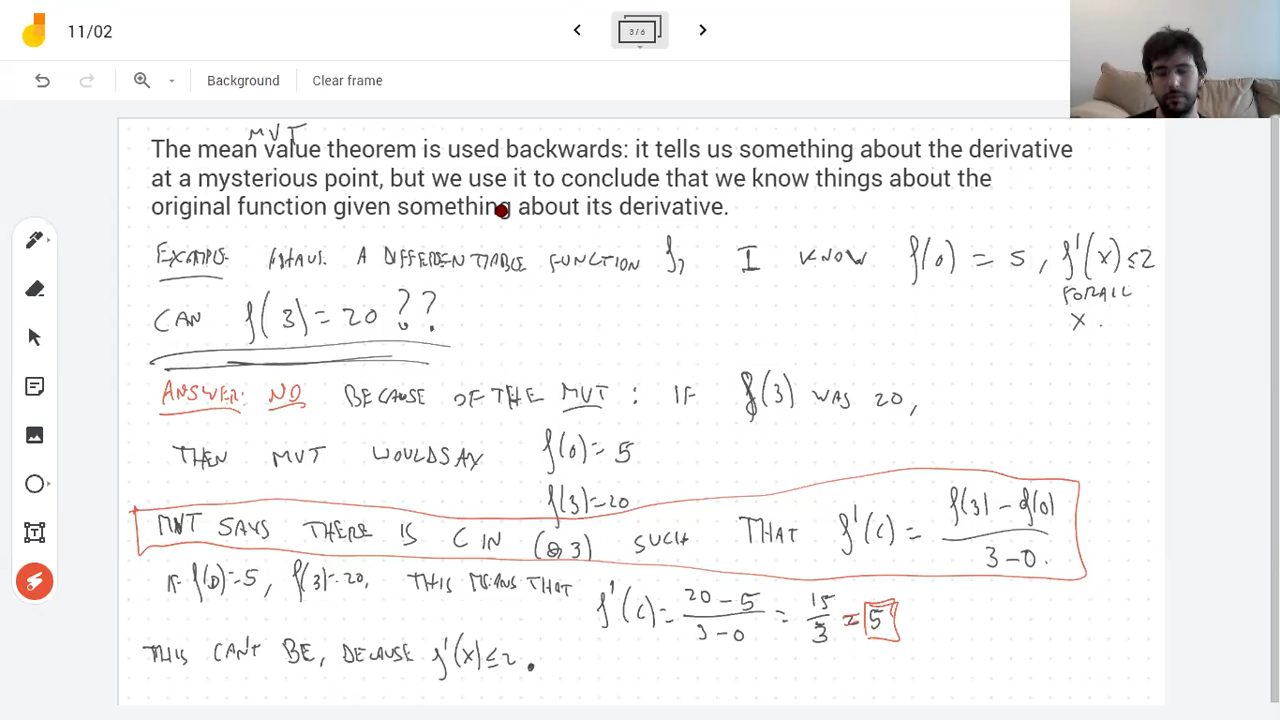 11/02
3 / 6
Background
Clear frame
MVT
The mean value theorem is used backwards: it tells us something about the derivative
at a mysterious point, but we use it to conclude that we know things about the
original function given something about its derivative.
EXAMPLE I HAVE A DIFFERENTIABLE FUNCTION f, I KNOW f(0) = 5, f'(x) ≤ 2
FOR ALL
X.
CAN f(3) = 20 ??
ANSWER: NO BECAUSE OF THE MVT : IF f(3) WAS 20,
THEN MVT WOULD SAY f(0) = 5
f(3) = 20
MVT SAYS THERE IS C IN (0, 3) SUCH THAT f'(c) = f(3) - f(0) / 3 - 0.
IF f(0) = 5, f(3) = 20, THIS MEANS THAT f'(c) = 20 - 5 / 3 - 0 = 15 / 3 = 5
THIS CAN'T BE, BECAUSE f'(x) ≤ 2.